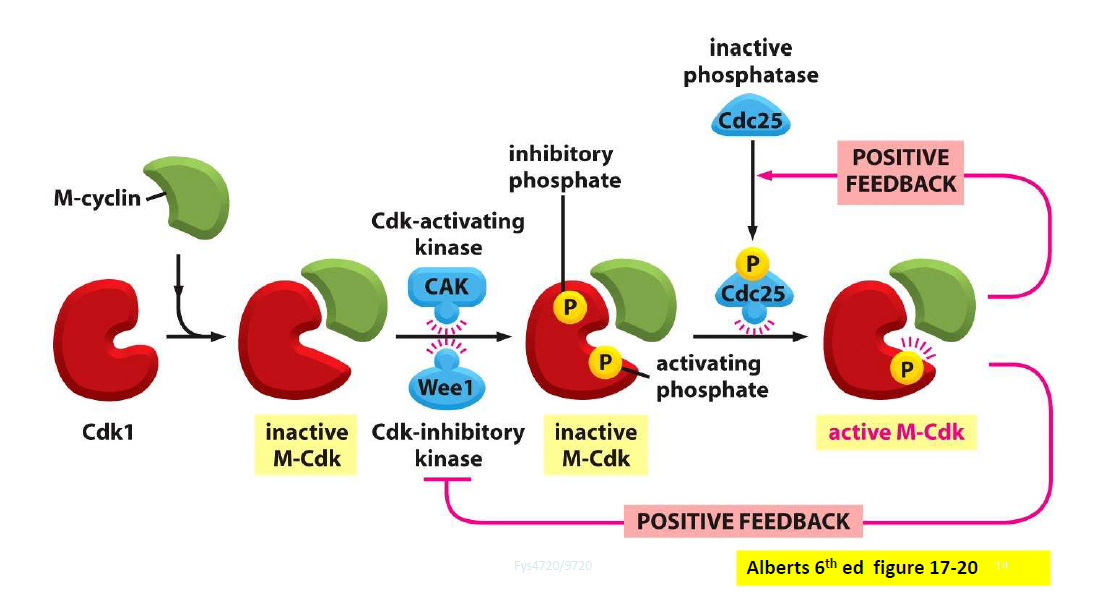 inactive
phosphatase
Cdc25
POSITIVE
FEEDBACK
inhibitory
phosphate
M-cyclin
Cdk-activating
kinase
CAK
P
Cdc25
P
P
P
Wee1
activating
phosphate
Cdk1
inactive
M-Cdk
Cdk-inhibitory
kinase
inactive
M-Cdk
active M-Cdk
POSITIVE FEEDBACK
Fys4720/9720
Alberts 6th ed figure 17-20
14